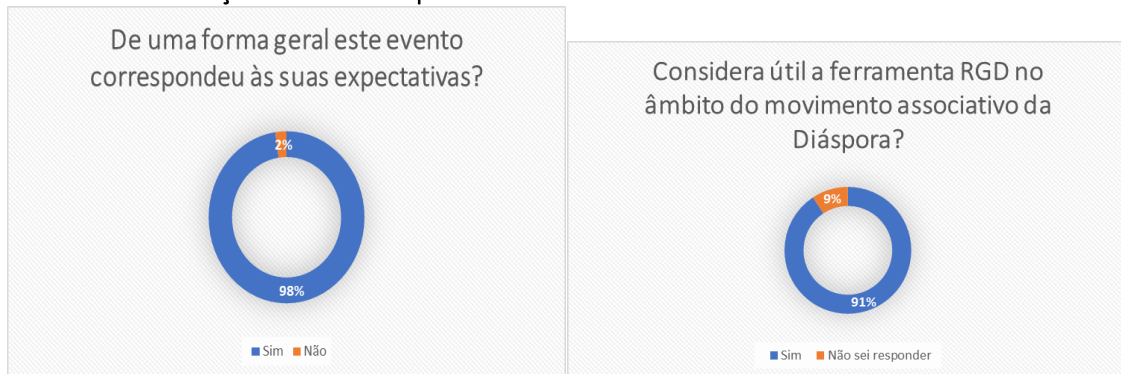 De uma forma geral este evento
correspondeu às suas expectativas?
2%
98%
Sim Não
Considera útil a ferramenta RGD no
âmbito do movimento associativo da
Diáspora?
9%
91%
Sim Não sei responder